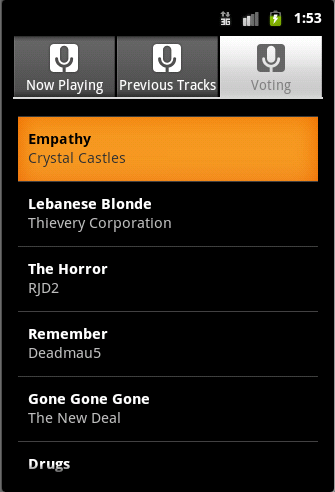 3G 1:53
Now Playing Previous Tracks Voting
Empathy
Crystal Castles
Lebanese Blonde
Thievery Corporation
The Horror
RJD2
Remember
Deadmau5
Gone Gone Gone
The New Deal
Drugs